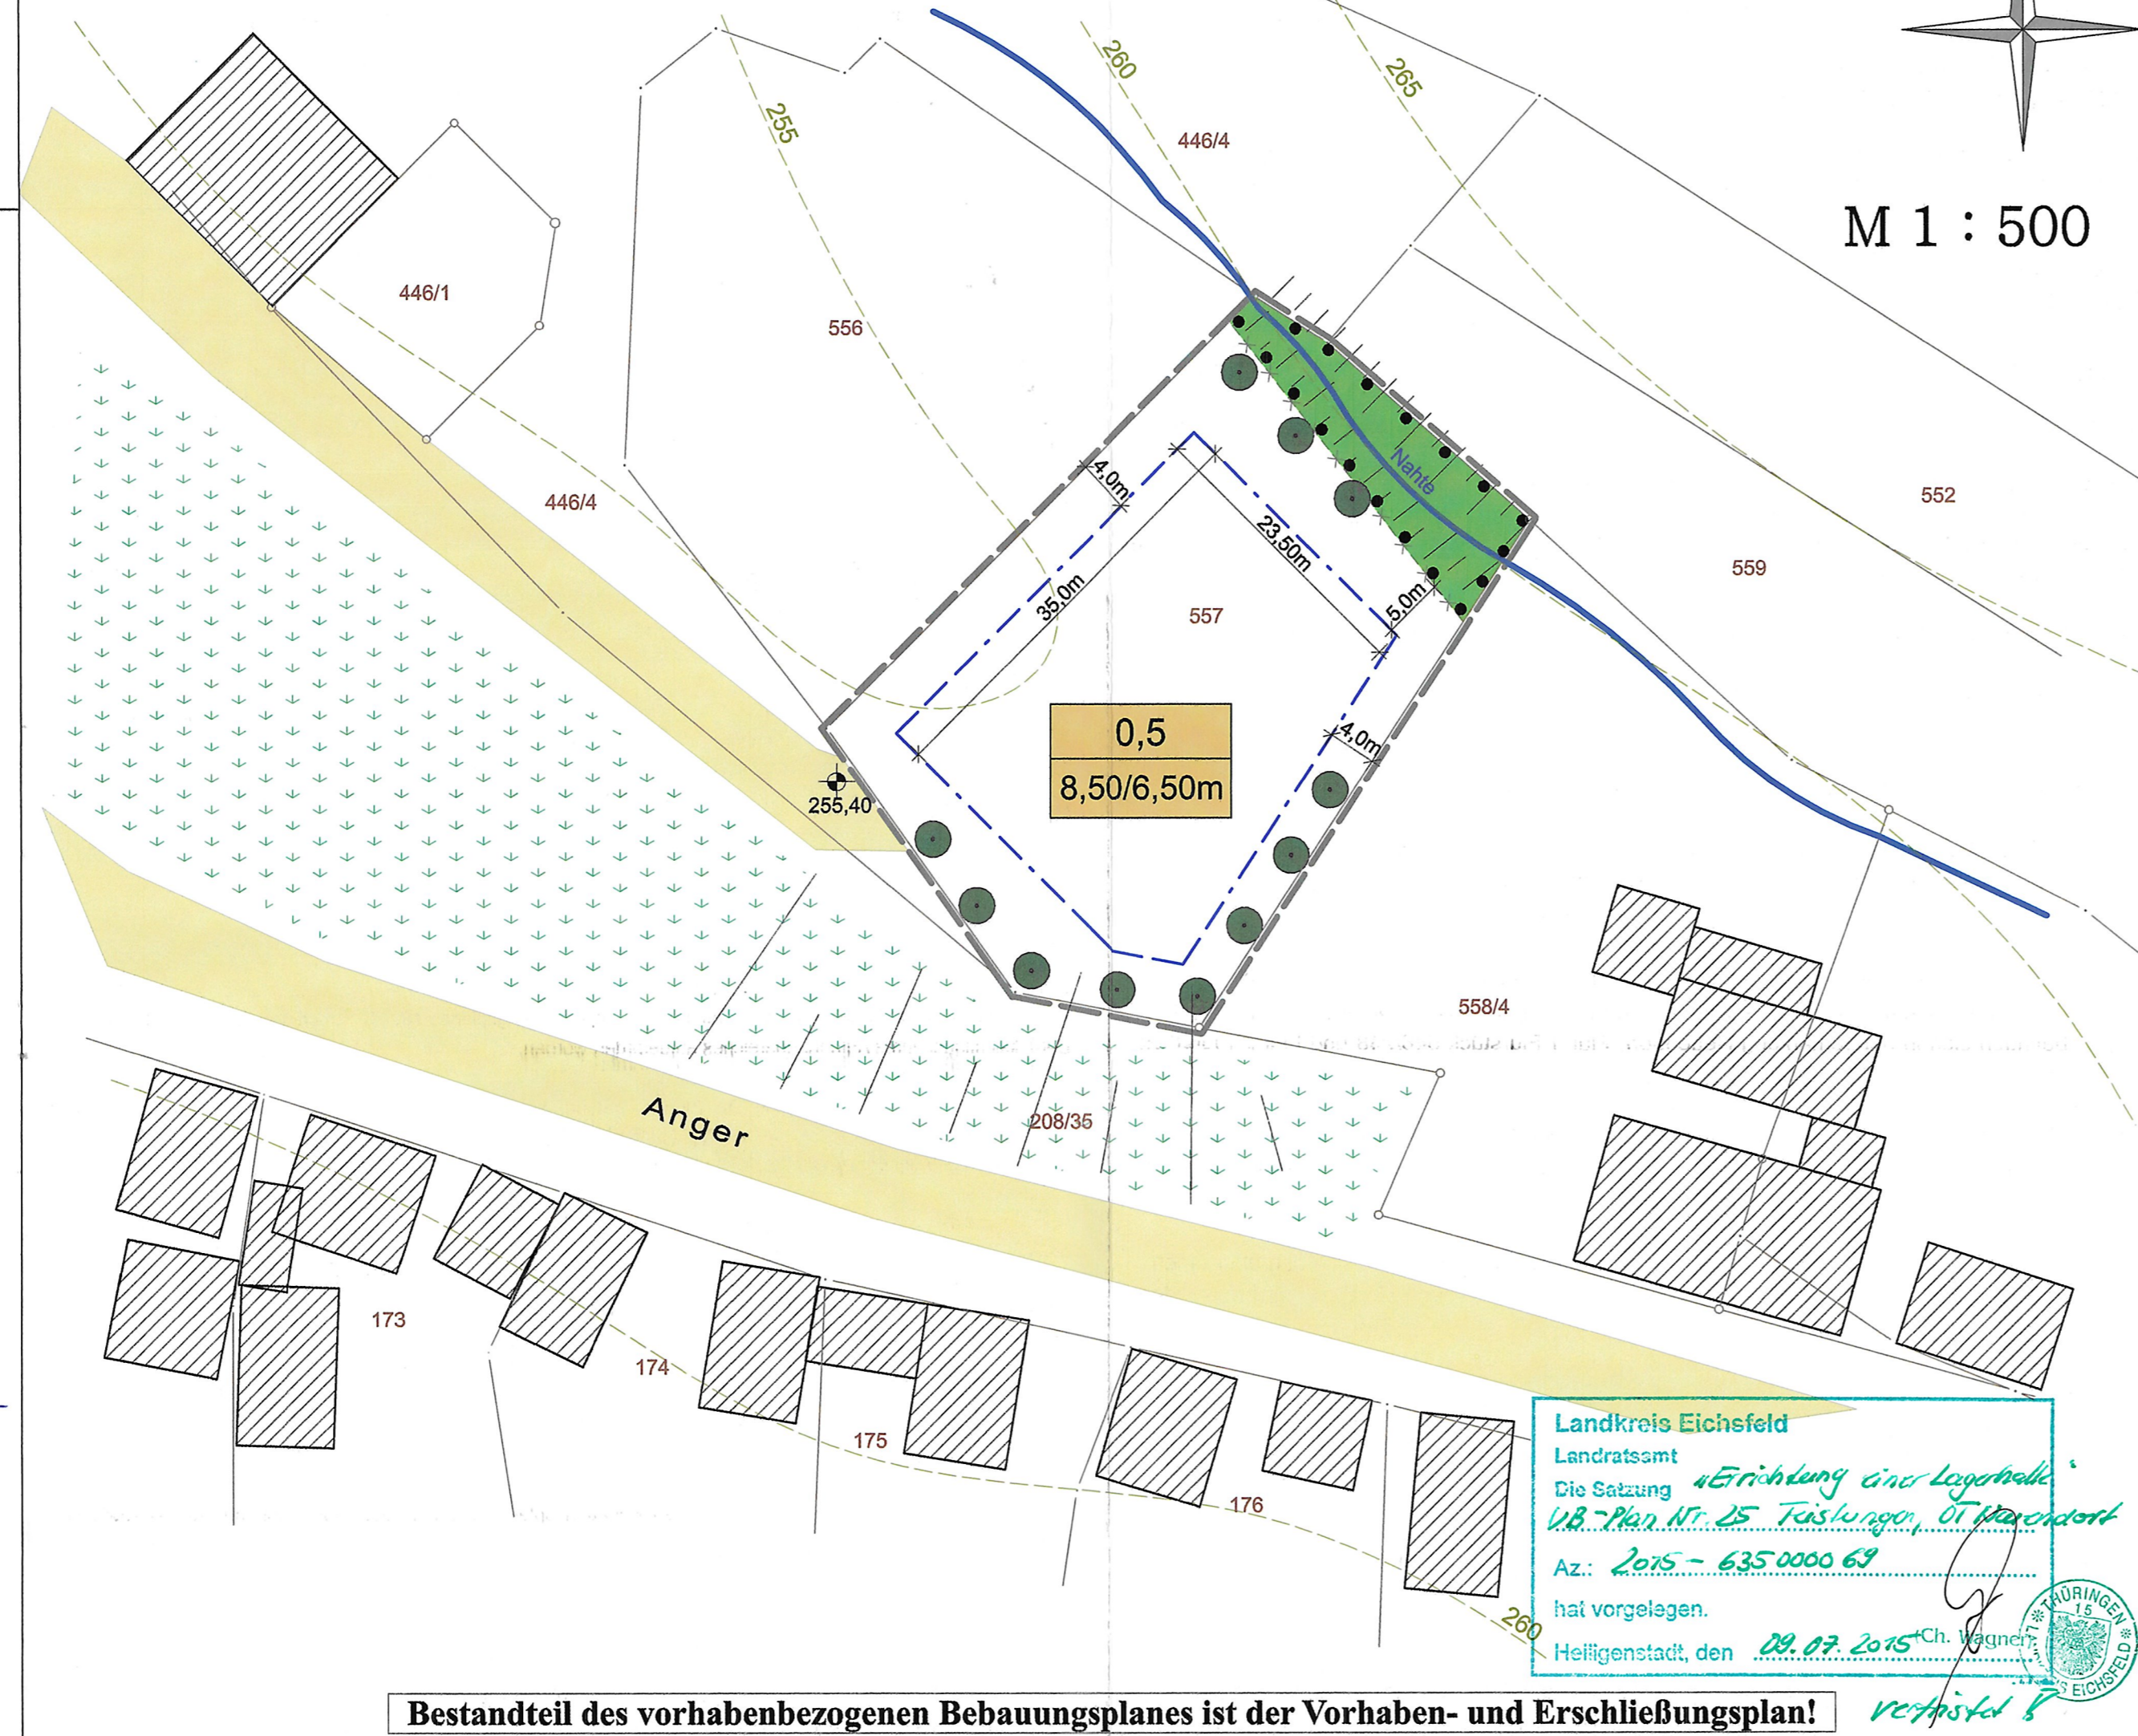 260
265
255
446/4
M 1 : 500
446/1
556
446/4
4,0m
Nahte
552
23,50m
559
35,0m
5,0m
557
0,5
4,0m
8,50/6,50m
255,40
558/4
Anger
208/35
173
174
175
176
260
Landkreis Eichsfeld
Landratsamt
Die Satzung "Errichtung einer Lagerhalle"
VB-Plan Nr. 25 Teistungen, OT
Az.: 2015 - 635 0000 69
hat vorgelegen.
Heiligenstadt, den 09.07.2015 (Ch. Wagner)
THÜRINGEN
15
EICHSFELD
Bestandteil des vorhabenbezogenen Bebauungsplanes ist der Vorhaben- und Erschließungsplan!